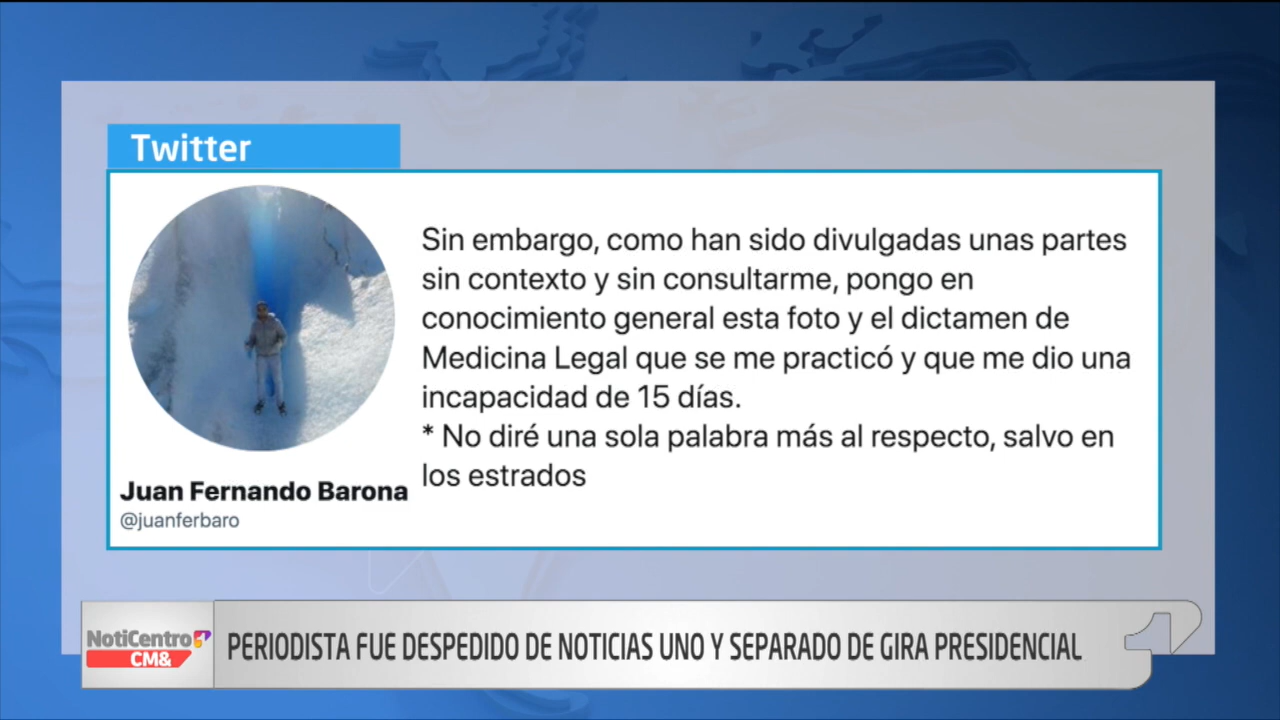 Twitter
Sin embargo, como han sido divulgadas unas partes
sin contexto y sin consultarme, pongo en
conocimiento general esta foto y el dictamen de
Medicina Legal que se me practicó y que me dio una
incapacidad de 15 días.
* No diré una sola palabra más al respecto, salvo en
los estrados
Juan Fernando Barona
@juanferbaro
NotiCentro 1
CM&
PERIODISTA FUE DESPEDIDO DE NOTICIAS UNO Y SEPARADO DE GIRA PRESIDENCIAL
1